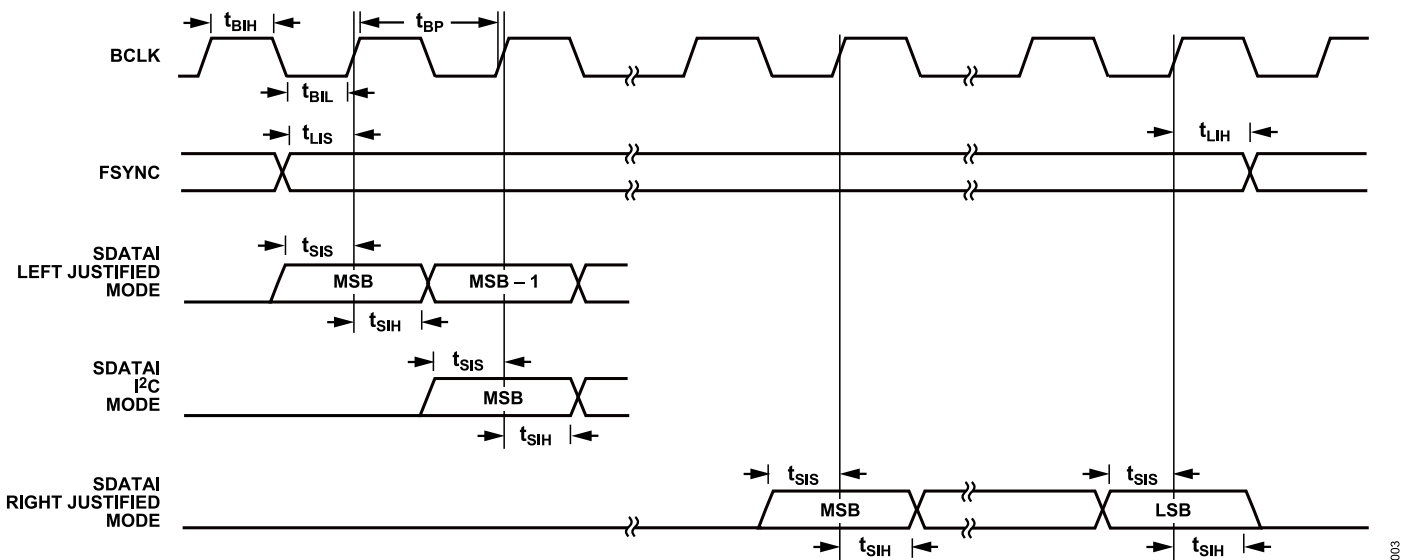 tBIH
tBP
BCLK
tBIL
tLIS
tLIH
FSYNC
SDATAI
LEFT JUSTIFIED
MODE
tSIS
MSB
MSB – 1
tSIH
SDATAI
I2C
MODE
tSIS
MSB
tSIH
SDATAI
RIGHT JUSTIFIED
MODE
tSIS
tSIS
MSB
LSB
tSIH
tSIH
003